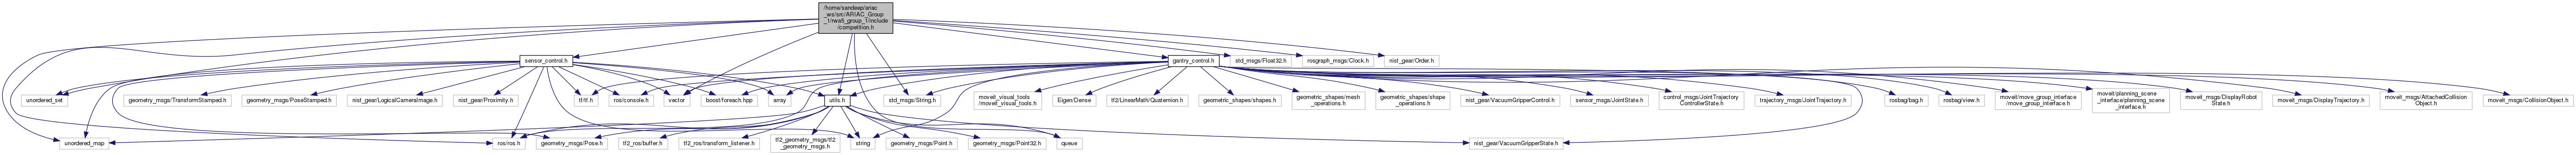 /home/sandeep/ariac
_ws/src/ARIAC_Group
_1/rwa5_group_1/include
/competition.h
sensor_control.h
gantry_control.h
std_msgs/Float32.h
rosgraph_msgs/Clock.h
nist_gear/Order.h
unordered_set
geometry_msgs/TransformStamped.h
geometry_msgs/PoseStamped.h
nist_gear/LogicalCameraImage.h
nist_gear/Proximity.h
tf/tf.h
ros/console.h
vector
boost/foreach.hpp
array
utils.h
std_msgs/String.h
moveit_visual_tools
/moveit_visual_tools.h
Eigen/Dense
tf2/LinearMath/Quaternion.h
geometric_shapes/shapes.h
geometric_shapes/mesh
_operations.h
geometric_shapes/shape
_operations.h
nist_gear/VacuumGripperControl.h
sensor_msgs/JointState.h
control_msgs/JointTrajectory
ControllerState.h
trajectory_msgs/JointTrajectory.h
rosbag/bag.h
rosbag/view.h
moveit/move_group_interface
/move_group_interface.h
moveit/planning_scene
_interface/planning_scene
_interface.h
moveit_msgs/DisplayRobot
State.h
moveit_msgs/DisplayTrajectory.h
moveit_msgs/AttachedCollision
Object.h
moveit_msgs/CollisionObject.h
unordered_map
ros/ros.h
geometry_msgs/Pose.h
tf2_ros/buffer.h
tf2_ros/transform_listener.h
tf2_geometry_msgs/tf2
_geometry_msgs.h
string
geometry_msgs/Point.h
geometry_msgs/Point32.h
queue
nist_gear/VacuumGripperState.h